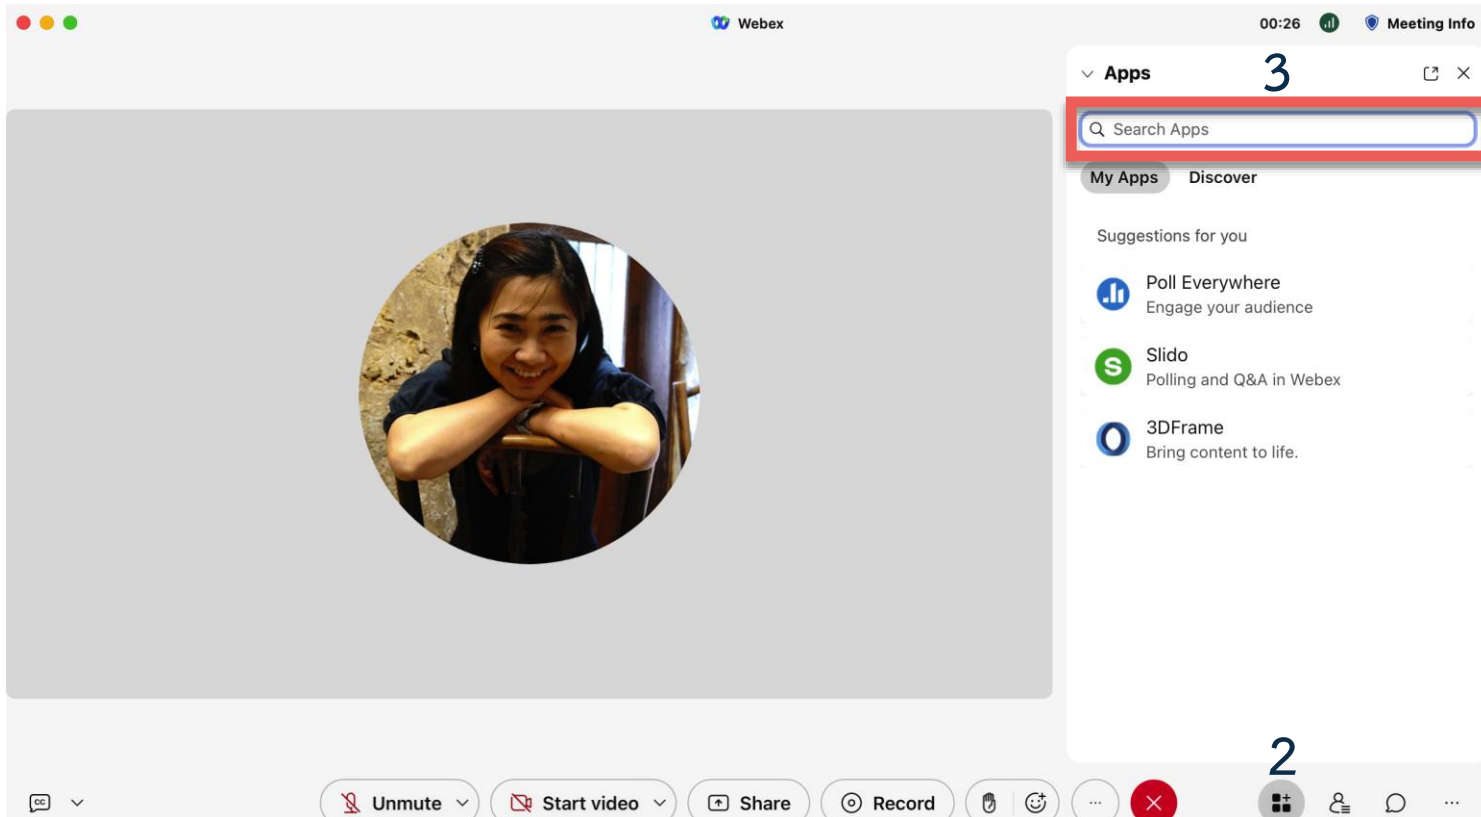 Webex
00:26
Meeting Info
Apps
3
Search Apps
My Apps Discover
Suggestions for you
Poll Everywhere
Engage your audience
Slido
Polling and Q&A in Webex
3DFrame
Bring content to life.
2
CC
Unmute
Start video
Share
Record